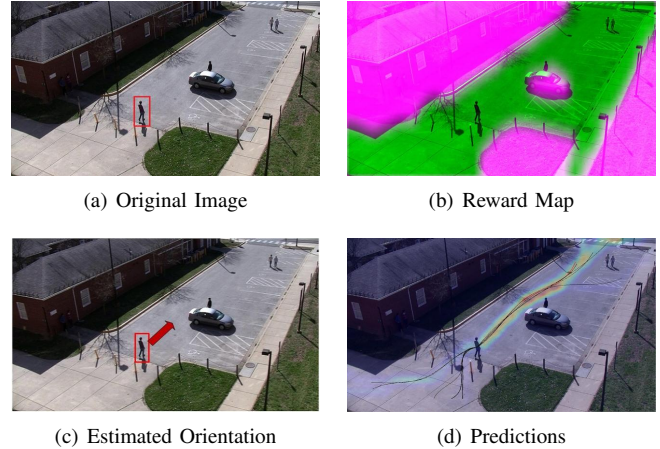 (a) Original Image
(b) Reward Map
(c) Estimated Orientation
(d) Predictions